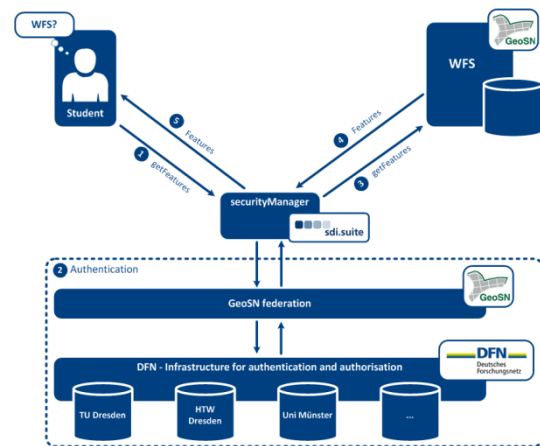 WFS?
GeoSN
WFS
Student
5 Features
1 getFeatures
4 Features
3 getFeatures
securityManager
sdi.suite
2 Authentication
GeoSN federation
GeoSN
DFN - Infrastructure for authentication and authorisation
DFN
Deutsches
Forschungsnetz
TU Dresden
HTW
Dresden
Uni Münster
...